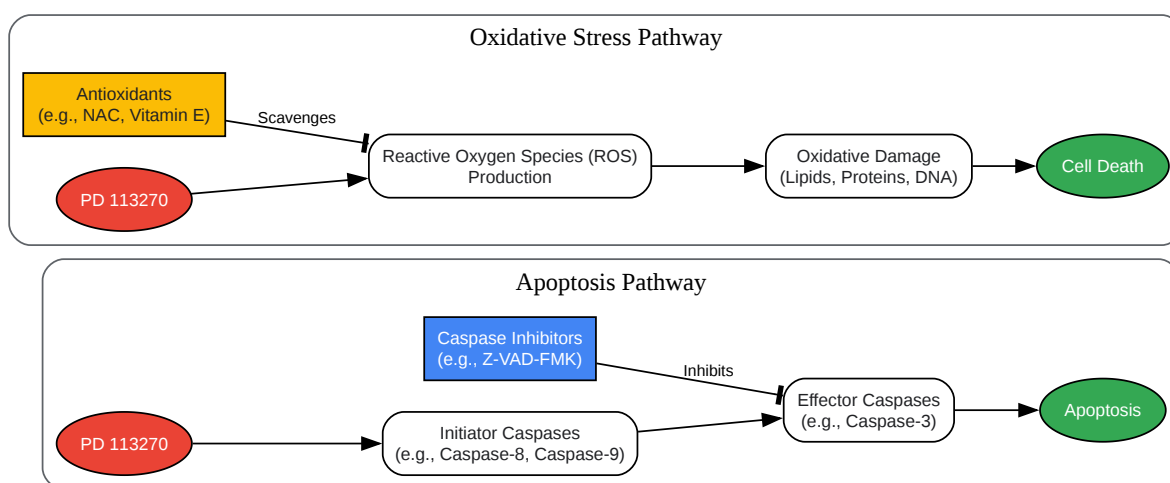 Oxidative Stress Pathway
Antioxidants
(e.g., NAC, Vitamin E)
Scavenges
PD 113270
Reactive Oxygen Species (ROS)
Production
Oxidative Damage
(Lipids, Proteins, DNA)
Cell Death
Apoptosis Pathway
Caspase Inhibitors
(e.g., Z-VAD-FMK)
Inhibits
PD 113270
Initiator Caspases
(e.g., Caspase-8, Caspase-9)
Effector Caspases
(e.g., Caspase-3)
Apoptosis